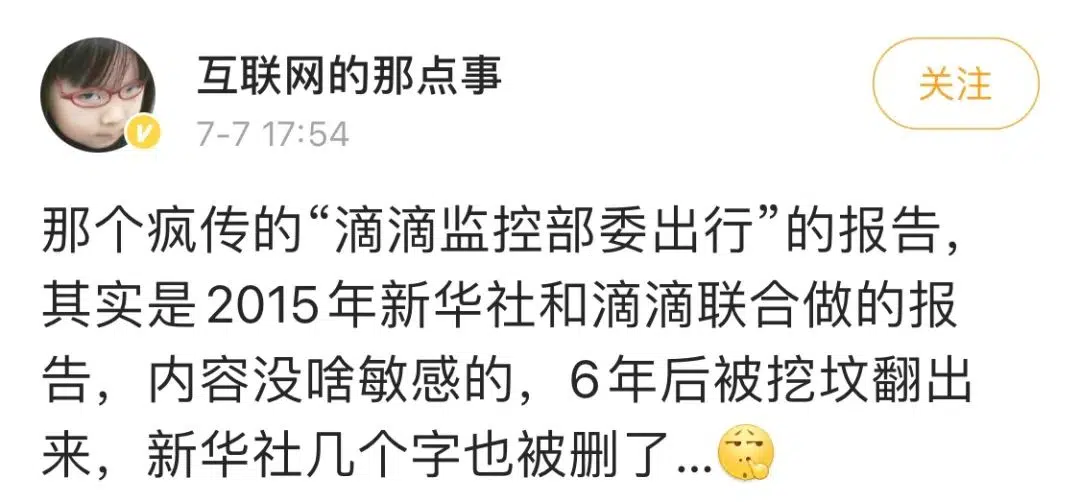 互联网的那点事
关注
7-7 17:54
那个疯传的“滴滴监控部委出行”的报告，
其实是2015年新华社和滴滴联合做的报
告，内容没啥敏感的，6年后被挖坟翻出
来，新华社几个字也被删了...